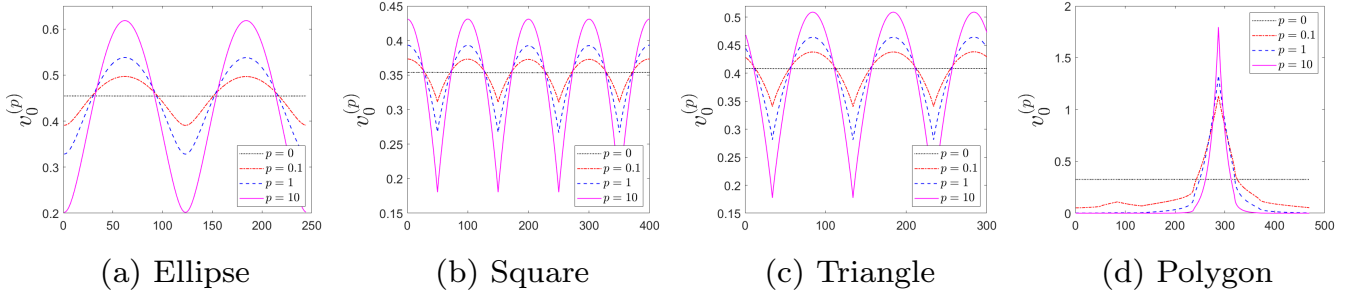 0.6
0.5
0.4
0.3
0.2
0 50 100 150 200 250
v_0^{(p)}
p = 0
p = 0.1
p = 1
p = 10
(a) Ellipse
0.45
0.4
0.35
0.3
0.25
0.2
0.15
0 100 200 300 400
v_0^{(p)}
p = 0
p = 0.1
p = 1
p = 10
(b) Square
0.5
0.45
0.4
0.35
0.3
0.25
0.2
0.15
0 100 200 300
v_0^{(p)}
p = 0
p = 0.1
p = 1
p = 10
(c) Triangle
2
1.5
1
0.5
0
0 100 200 300 400 500
v_0^{(p)}
p = 0
p = 0.1
p = 1
p = 10
(d) Polygon